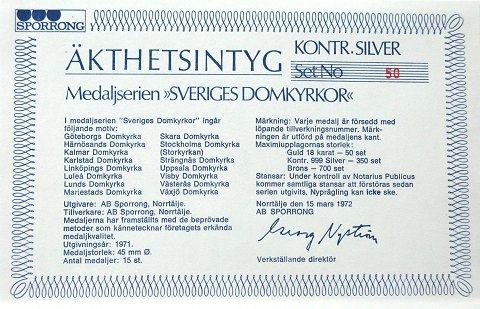 SPORRONG
ÄKTHETSINTYG
KONTR. SILVER
Set No 50
Medaljserien »SVERIGES DOMKYRKOR«
I medaljserien "Sveriges Domkyrkor" ingår
följande motiv:
Göteborgs Domkyrka Skara Domkyrka
Härnösands Domkyrka Stockholms Domkyrka
Kalmar Domkyrka (Storkyrkan)
Karlstad Domkyrka Strängnäs Domkyrka
Linköpings Domkyrka Uppsala Domkyrka
Luleå Domkyrka Visby Domkyrka
Lunds Domkyrka Västerås Domkyrka
Mariestads Domkyrka Växjö Domkyrka
Utgivare: AB Sporrong, Norrtälje.
Tillverkare: AB Sporrong, Norrtälje.
Medaljerna har framställts med de beprövade
metoder som kännetecknar företagets erkända
medaljkvalitet.
Utgivningsår: 1971.
Medaljstorlek: 45 mm Ø.
Antal medaljer: 15 st.
Märkning: Varje medalj är försedd med
löpande tillverkningsnummer. Märk-
ningen är utförd på medaljens kant.
Maximiupplagornas storlek:
Guld 18 karat – 50 set
Kontr. 999 Silver – 350 set
Brons – 700 set
Stansar: Under kontroll av Notarius Publicus
kommer samtliga stansar att förstöras sedan
serien utgivits. Nyprägling kan icke ske.
Norrtälje den 15 mars 1972
AB SPORRONG
Georg Nyström
Verkställande direktör